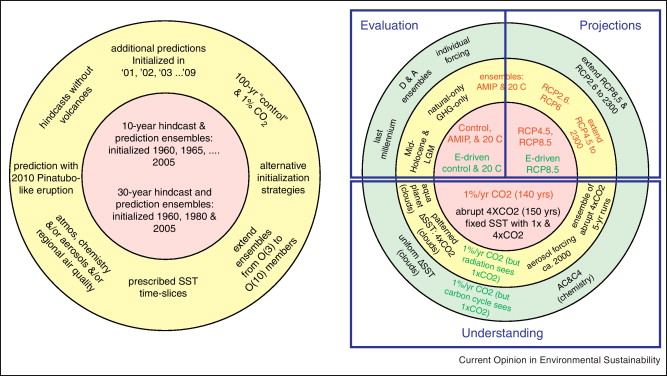 additional predictions
Initialized in
'01, '02, '03 ...'09
hindcasts without
volcanoes
100-yr "control"
& 1% CO2
prediction with
2010 Pinatubo-
like eruption
alternative
initialization
strategies
atmos. chemistry
&/or aerosols &/or
regional air quality
prescribed SST
time-slices
extend
ensembles
from O(3) to
O(10) members
10-year hindcast &
prediction ensembles:
initialized 1960, 1965, ....
2005
30-year hindcast and
prediction ensembles:
initialized 1960, 1980 &
2005
Evaluation
Projections
individual
forcing
D & A
ensembles
last
millennium
extend RCP8.5 &
RCP2.6 to 2300
ensembles:
AMIP & 20 C
natural-only
GHG-only
Mid-
Holocene &
LGM
RCP2.6,
RCP6
extend
RCP4.5 to
2300
Control,
AMIP, & 20 C
E-driven
control & 20 C
RCP4.5,
RCP8.5
E-driven
RCP8.5
1%/yr CO2 (140 yrs)
abrupt 4XCO2 (150 yrs)
fixed SST with 1x &
4xCO2
aqua
planet
(clouds)
patterned
ΔSST: 4xCO2
(clouds)
uniform ΔSST
(clouds)
1%/yr CO2 (but
radiation sees
1xCO2)
1%/yr CO2 (but
carbon cycle sees
1XCO2)
aerosol forcing
ca. 2000
ensemble of
abrupt 4xCO2
5-yr runs
AC&C4
(chemistry)
Understanding
Current Opinion in Environmental Sustainability